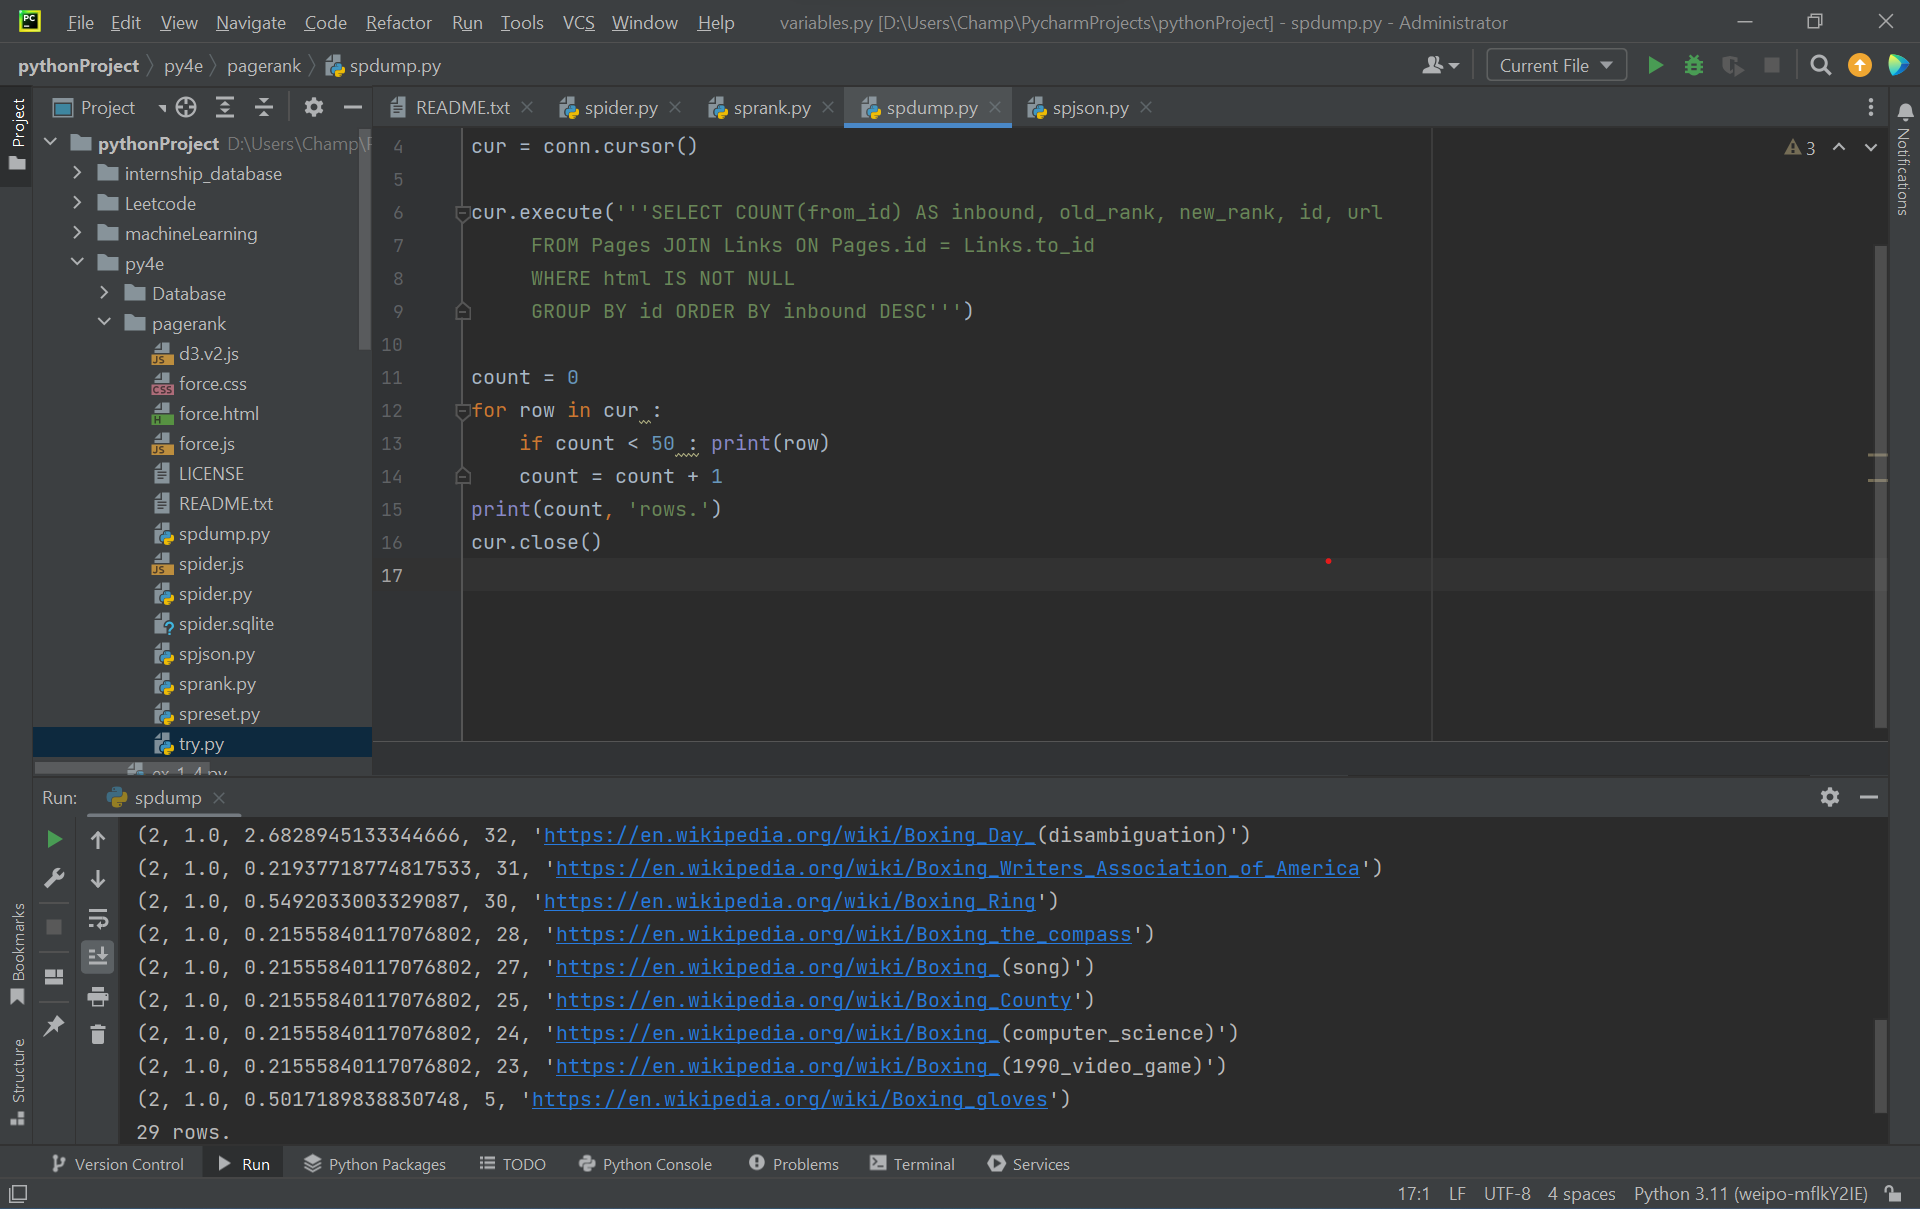 PC File Edit View Navigate Code Refactor Run Tools VCS Window Help variables.py [D:\Users\Champ\PycharmProjects\pythonProject] - spdump.py - Administrator
pythonProject py4e pagerank spdump.py Current File
Project
Project
README.txt spider.py sprank.py spdump.py spjson.py
Notifications
pythonProject D:\Users\Champ\
internship_database
Leetcode
machineLearning
py4e
Database
pagerank
d3.v2.js
force.css
force.html
force.js
LICENSE
README.txt
spdump.py
spider.js
spider.py
spider.sqlite
spjson.py
sprank.py
spreset.py
try.py
ex_1_4.py
3
4 cur = conn.cursor()
5
6 cur.execute('''SELECT COUNT(from_id) AS inbound, old_rank, new_rank, id, url
7 FROM Pages JOIN Links ON Pages.id = Links.to_id
8 WHERE html IS NOT NULL
9 GROUP BY id ORDER BY inbound DESC''')
10
11 count = 0
12 for row in cur :
13 if count < 50 : print(row)
14 count = count + 1
15 print(count, 'rows.')
16 cur.close()
17
Run: spdump
(2, 1.0, 2.6828945133344666, 32, 'https://en.wikipedia.org/wiki/Boxing_Day_(disambiguation)')
(2, 1.0, 0.21937718774817533, 31, 'https://en.wikipedia.org/wiki/Boxing_Writers_Association_of_America')
(2, 1.0, 0.5492033003329087, 30, 'https://en.wikipedia.org/wiki/Boxing_Ring')
(2, 1.0, 0.21555840117076802, 28, 'https://en.wikipedia.org/wiki/Boxing_the_compass')
(2, 1.0, 0.21555840117076802, 27, 'https://en.wikipedia.org/wiki/Boxing_(song)')
(2, 1.0, 0.21555840117076802, 25, 'https://en.wikipedia.org/wiki/Boxing_County')
(2, 1.0, 0.21555840117076802, 24, 'https://en.wikipedia.org/wiki/Boxing_(computer_science)')
(2, 1.0, 0.21555840117076802, 23, 'https://en.wikipedia.org/wiki/Boxing_(1990_video_game)')
(2, 1.0, 0.5017189838830748, 5, 'https://en.wikipedia.org/wiki/Boxing_gloves')
29 rows.
Bookmarks
Structure
Version Control Run Python Packages TODO Python Console Problems Terminal Services
17:1 LF UTF-8 4 spaces Python 3.11 (weipo-mflkY2IE)